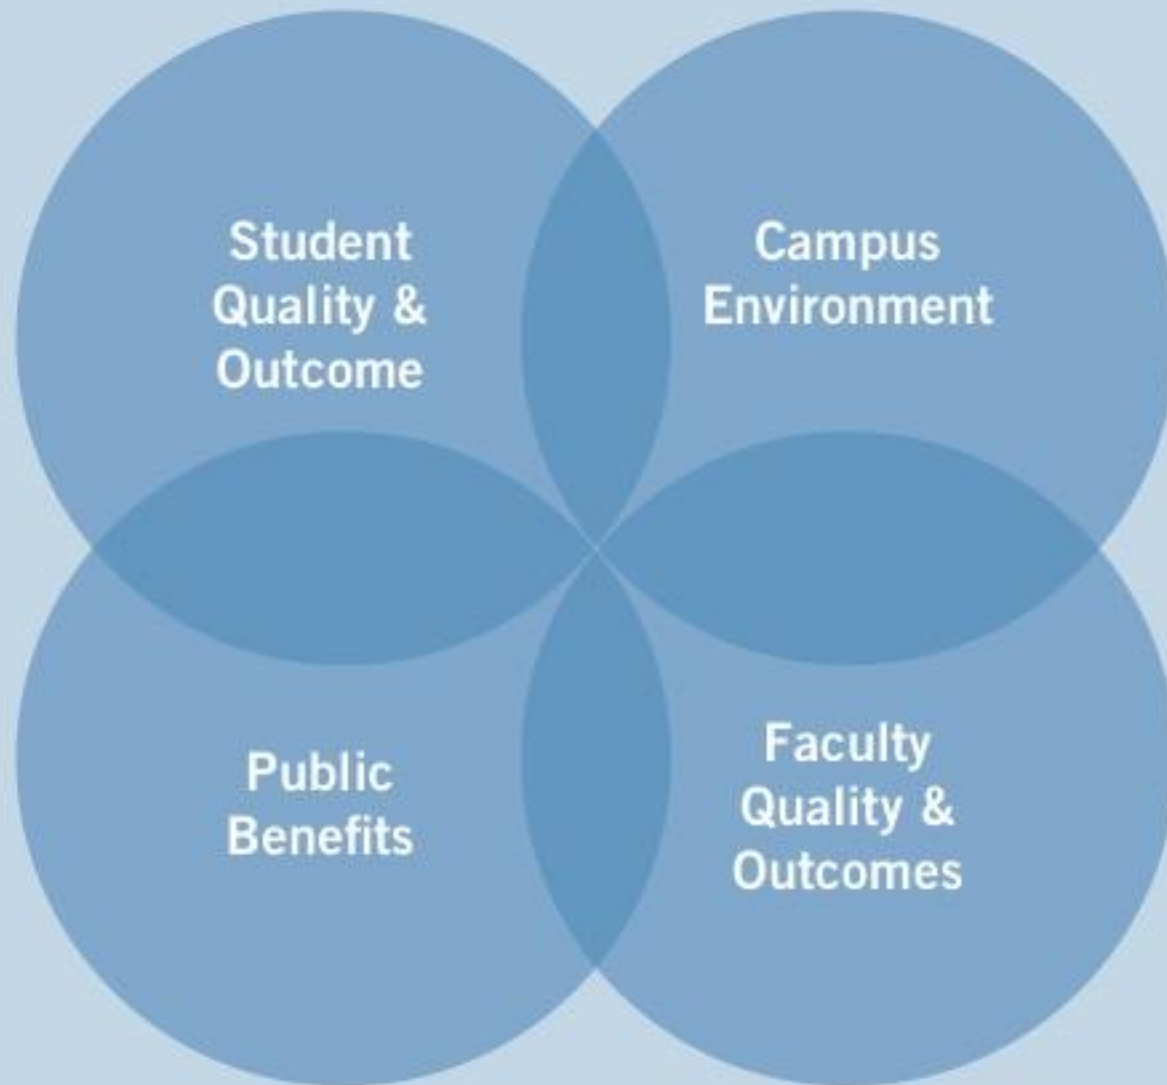 Student
Quality &
Outcome
Campus
Environment
Public
Benefits
Faculty
Quality &
Outcomes